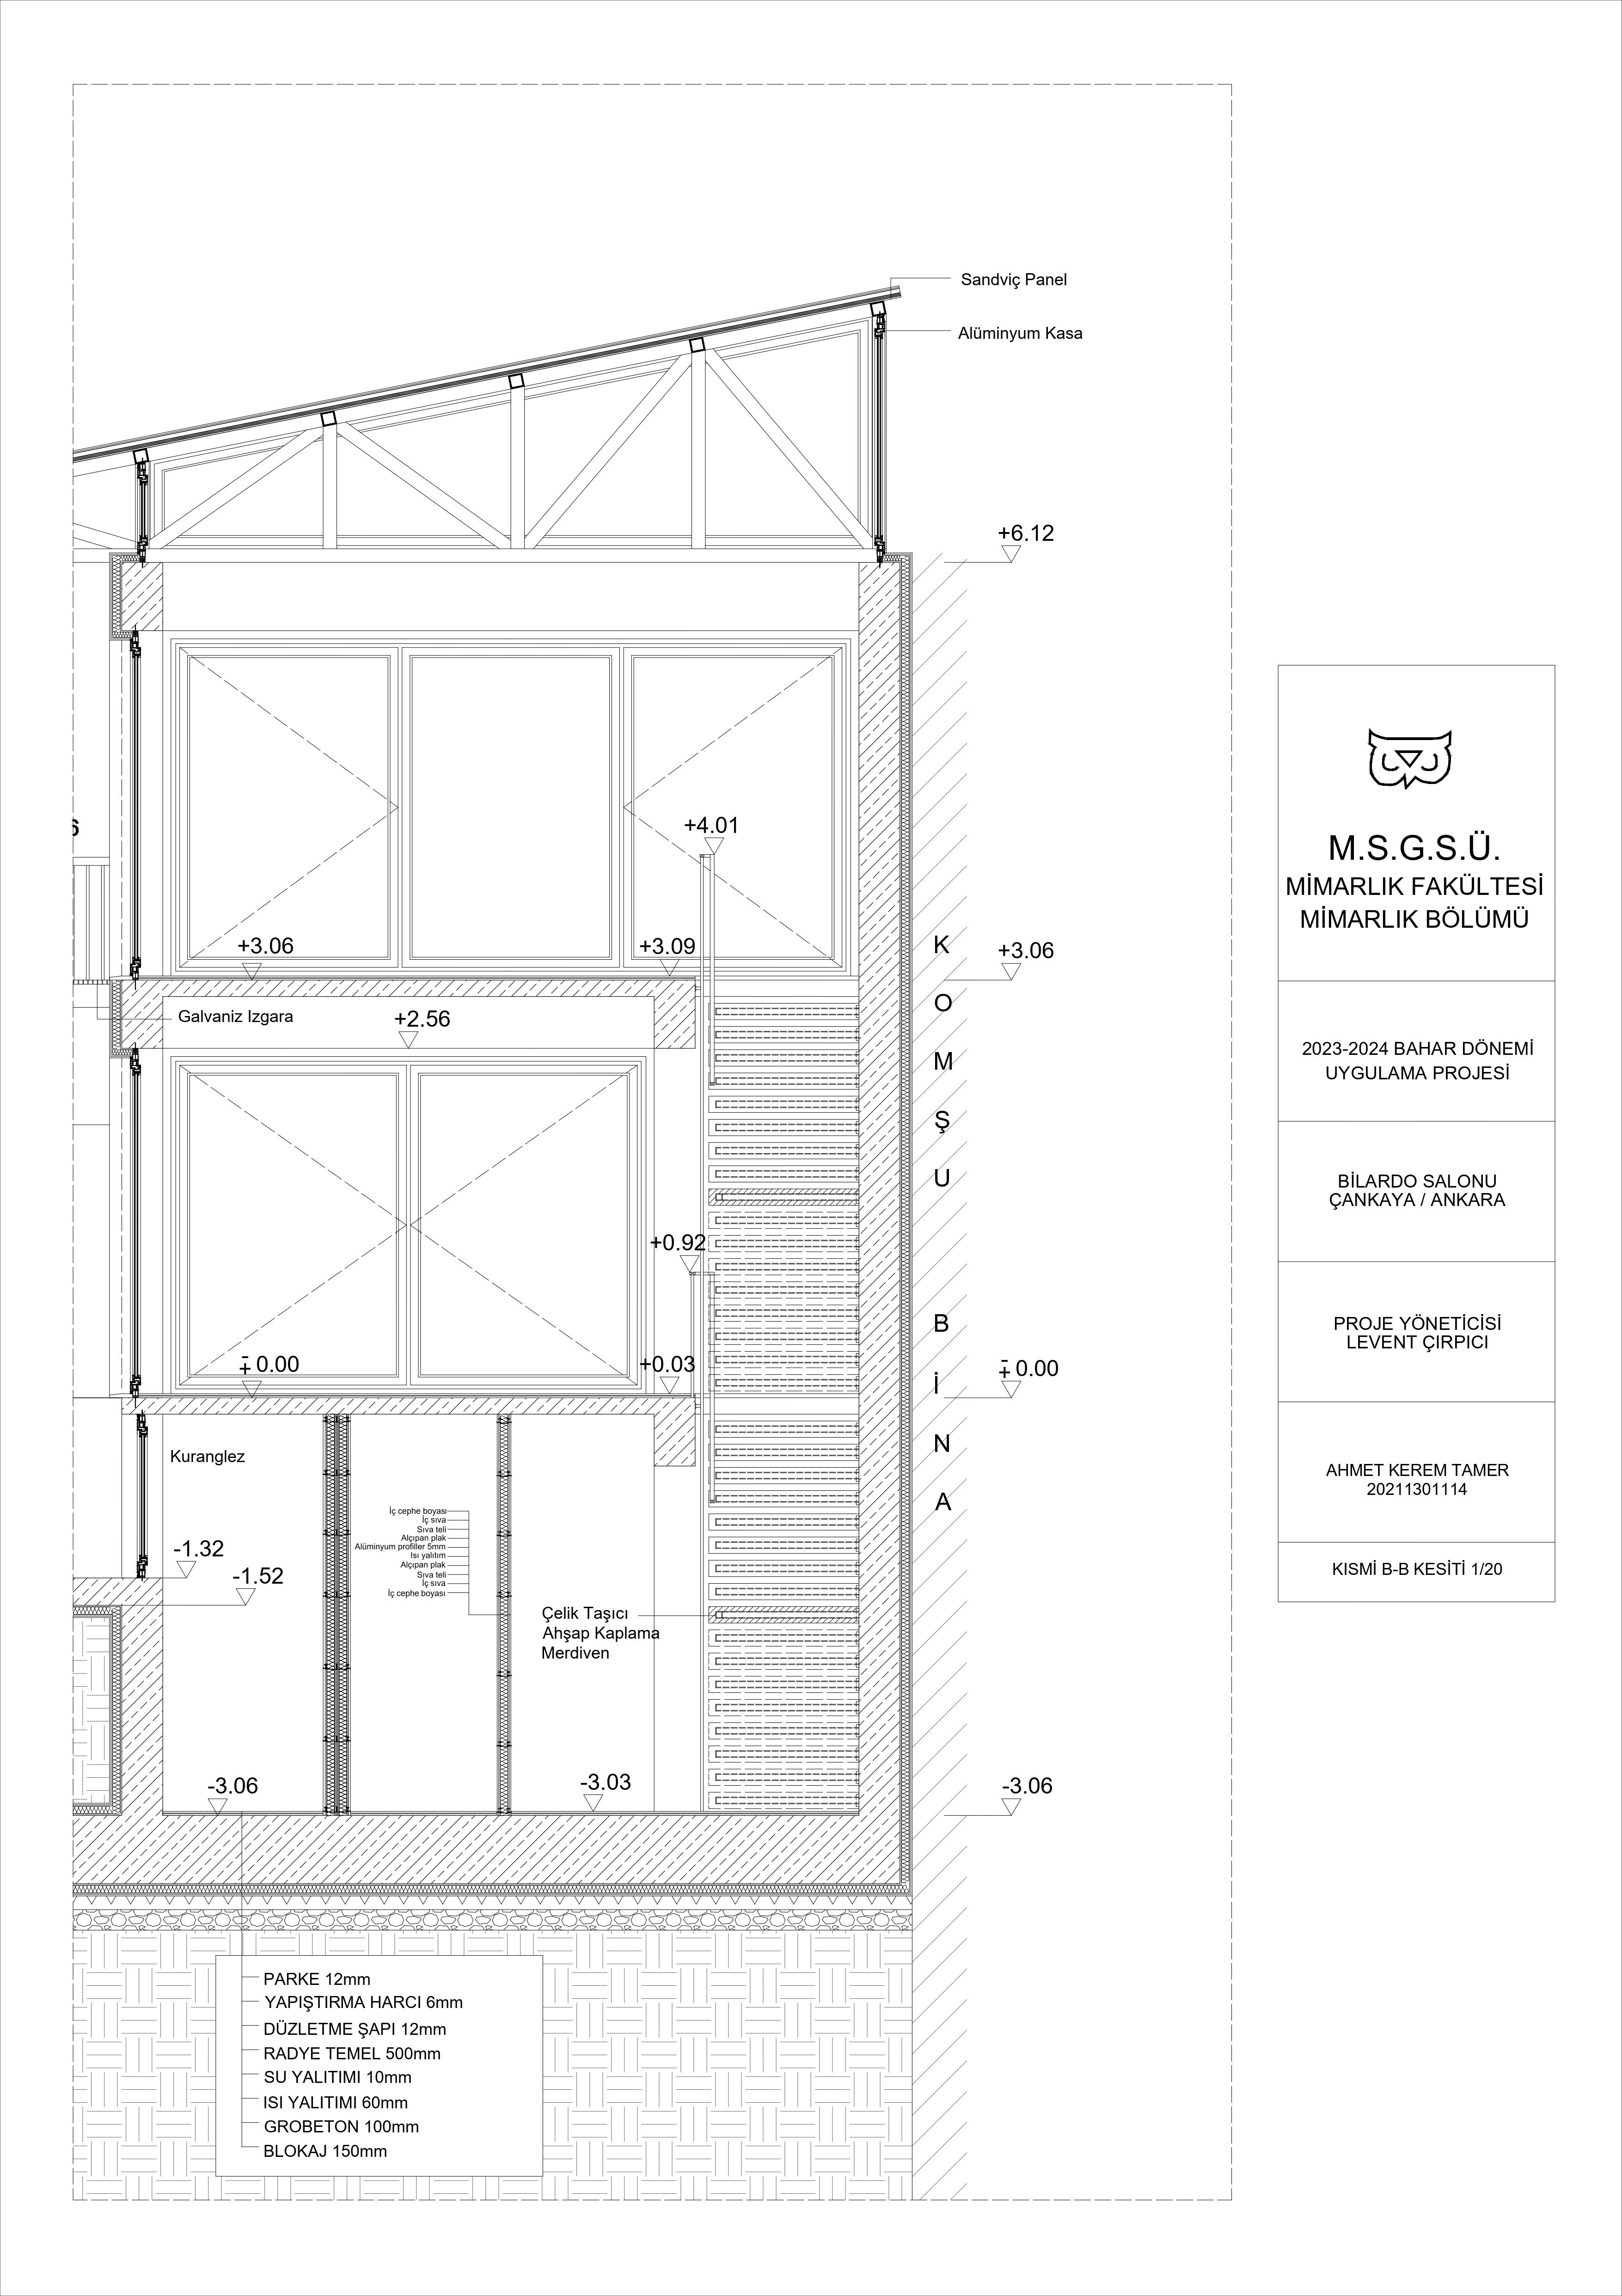 Sandviç Panel
Alüminyum Kasa
+6.12
+4.01
+3.06
+3.09
+3.06
Galvaniz Izgara
+2.56
+0.92
+- 0.00
+0.03
+- 0.00
KOMŞU BİNA
Kuranglez
İç cephe boyası
İç sıva
Sıva teli
Alçıpan plak
Alüminyum profiller 5mm
Isı yalıtım
Alçıpan plak
Sıva teli
İç sıva
İç cephe boyası
-1.32
-1.52
Çelik Taşıcı
Ahşap Kaplama
Merdiven
-3.06
-3.03
-3.06
PARKE 12mm
YAPIŞTIRMA HARCI 6mm
DÜZLETME ŞAPI 12mm
RADYE TEMEL 500mm
SU YALITIMI 10mm
ISI YALITIMI 60mm
GROBETON 100mm
BLOKAJ 150mm
M.S.G.S.Ü.
MİMARLIK FAKÜLTESİ
MİMARLIK BÖLÜMÜ
2023-2024 BAHAR DÖNEMİ
UYGULAMA PROJESİ
BİLARDO SALONU
ÇANKAYA / ANKARA
PROJE YÖNETİCİSİ
LEVENT ÇIRPICI
AHMET KEREM TAMER
20211301114
KISMİ B-B KESİTİ 1/20